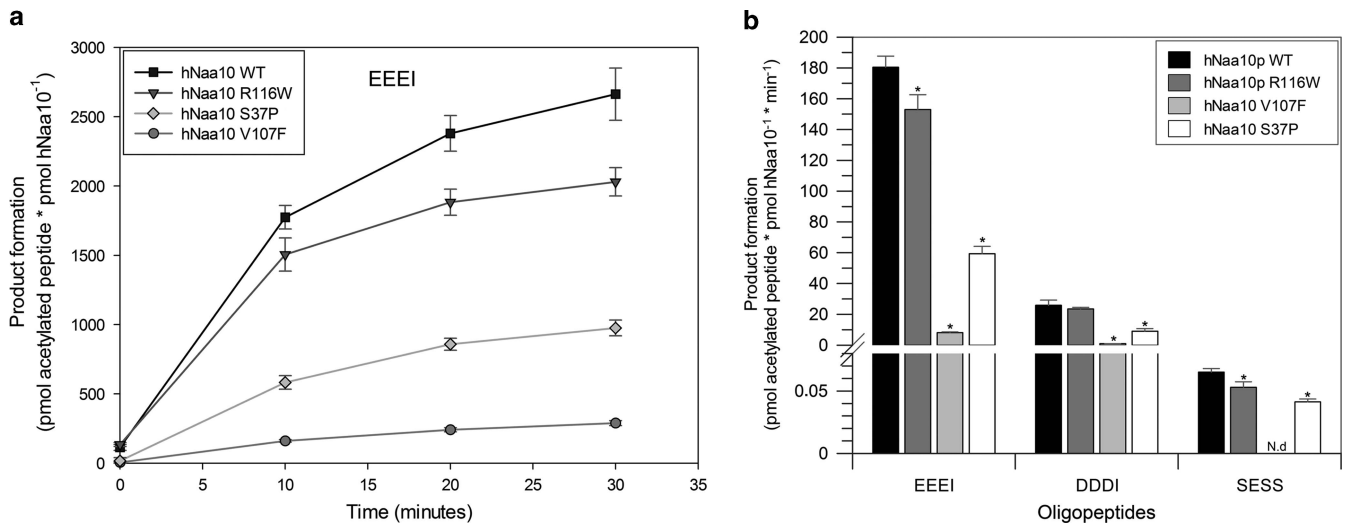 a
EEEI
hNaa10 WT
hNaa10 R116W
hNaa10 S37P
hNaa10 V107F
Product formation
(pmol acetylated peptide * pmol hNaa10⁻¹)
3000
2500
2000
1500
1000
500
0
0 5 10 15 20 25 30 35
Time (minutes)
b
hNaa10p WT
hNaa10p R116W
hNaa10 V107F
hNaa10 S37P
Product formation
(pmol acetylated peptide * pmol hNaa10⁻¹ * min⁻¹)
200
180
160
140
120
100
80
60
40
20
0
0.05
0
* * * * * * *
N.d
EEEI DDDI SESS
Oligopeptides